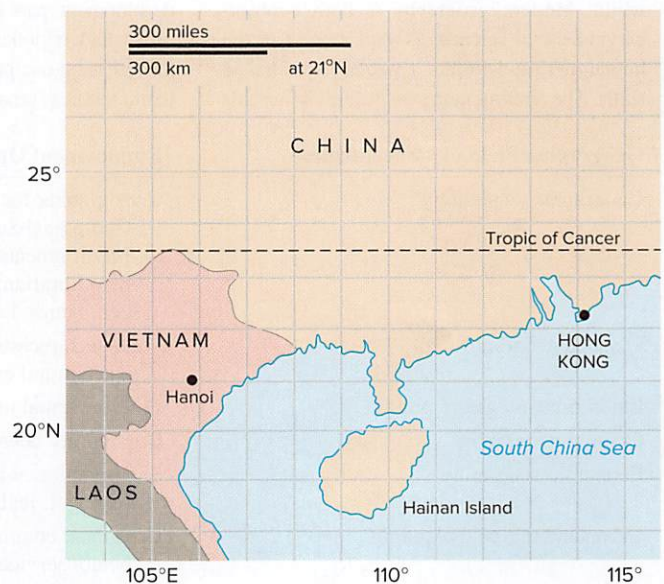 300 miles
300 km at 21°N
CHINA
25°
Tropic of Cancer
VIETNAM
HONG
KONG
Hanoi
20°N
South China Sea
LAOS
Hainan Island
105°E 110° 115°